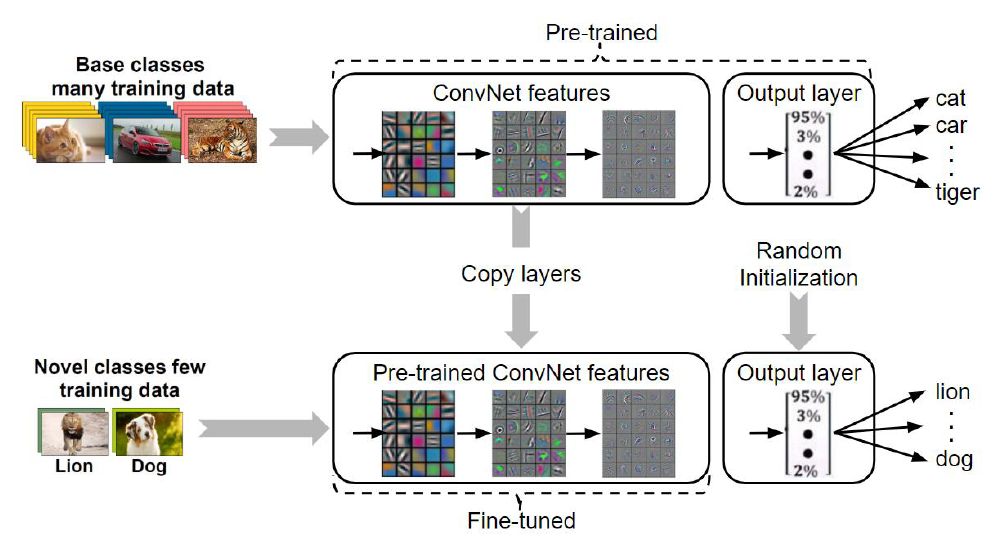 Pre-trained
Base classes
many training data
ConvNet features
Output layer
95%
3%
2%
cat
car
tiger
Copy layers
Random
Initialization
Novel classes few
training data
Lion
Dog
Pre-trained ConvNet features
Output layer
95%
3%
2%
lion
dog
Fine-tuned